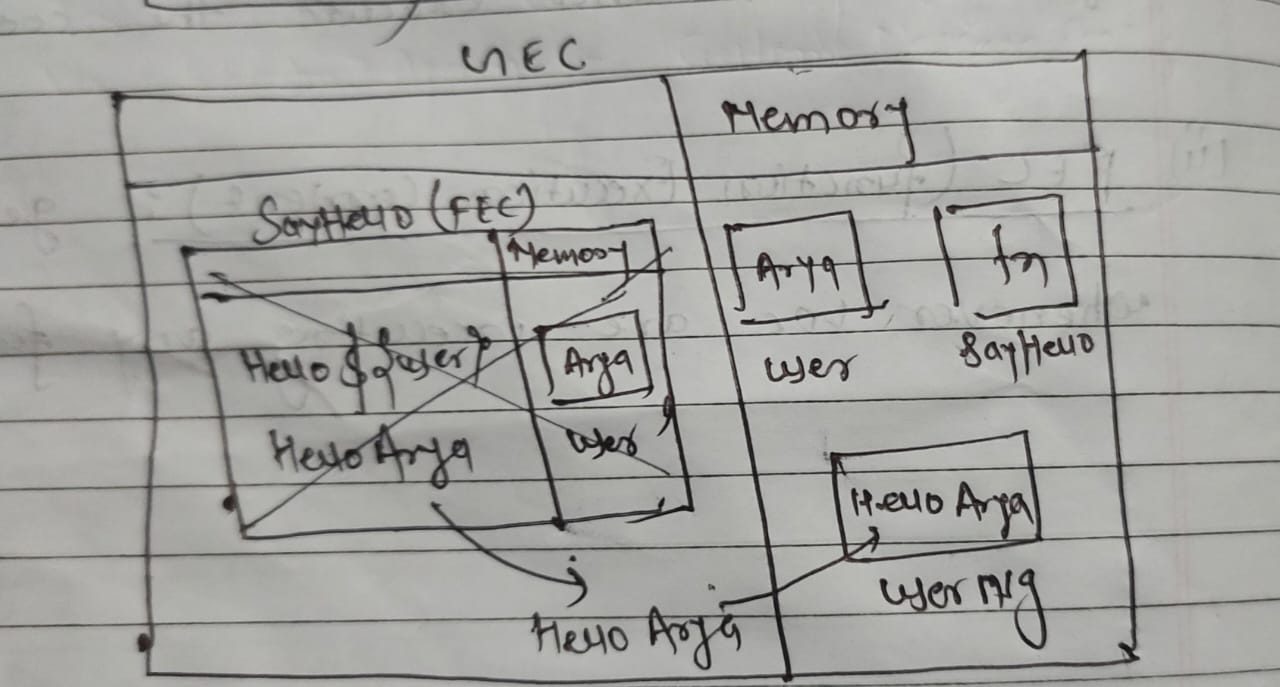 GEC
Memory
SayHello (FEC)
Memory
Hello ${user}
Arya
user
Hello Arya
Arya
user
fn
SayHello
Hello Arya
userMsg
Hello Arya